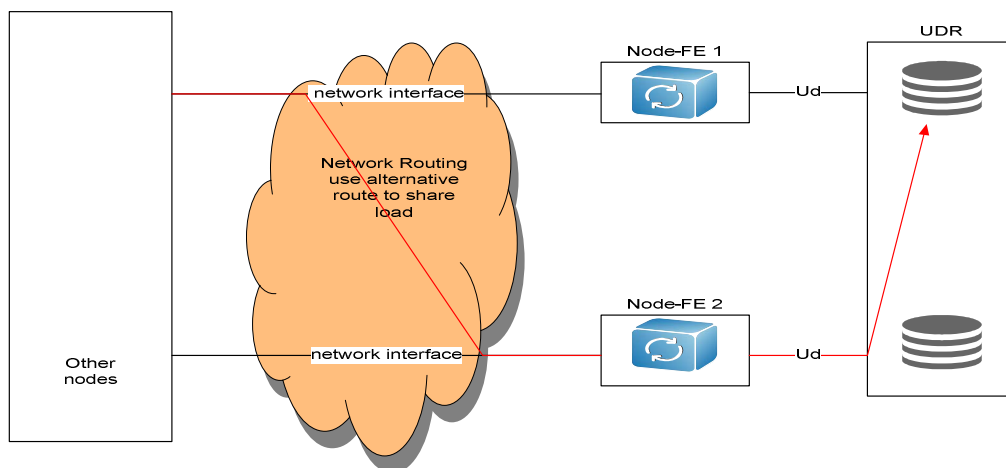 UDR
Node-FE 1
network interface
Ud
Network Routing
use alternative
route to share
load
Node-FE 2
network interface
Ud
Other
nodes